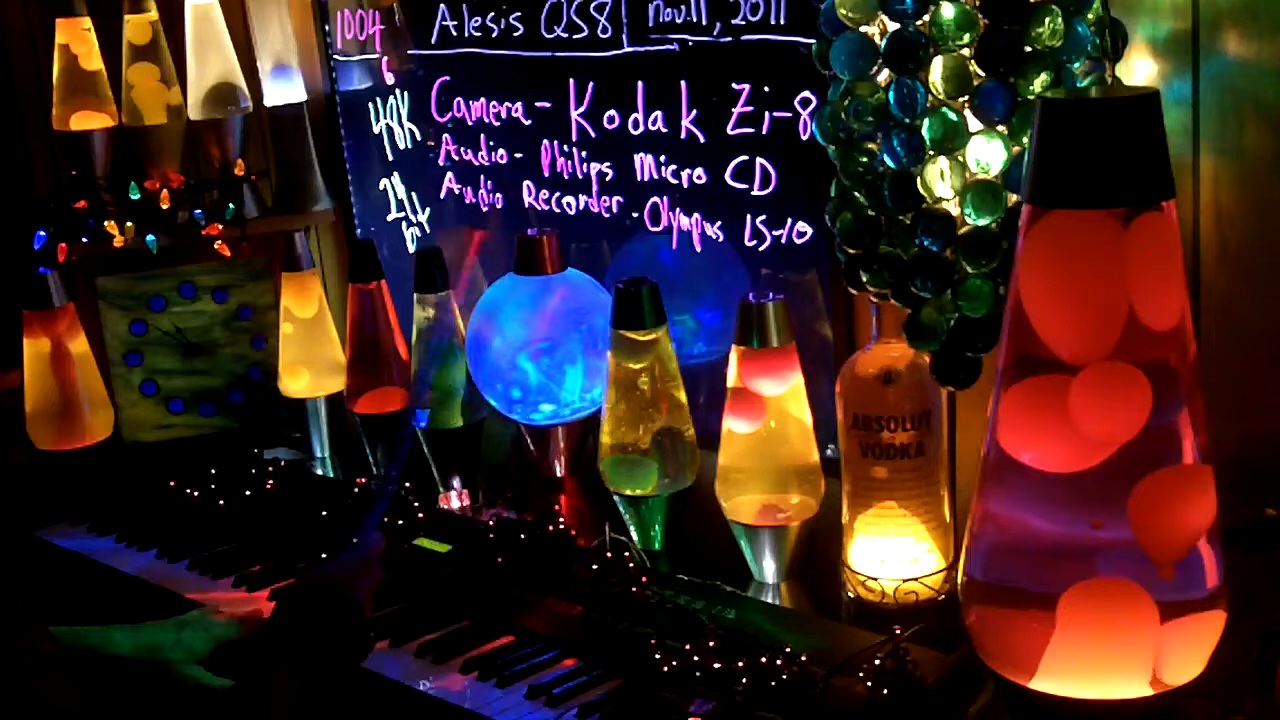 1004 Alesis QS8 Nov. 11, 2011
6
48K Camera - Kodak Zi-8
Audio - Philips Micro CD
24 bit Audio Recorder - Olympus LS-10
ABSOLUT
VODKA